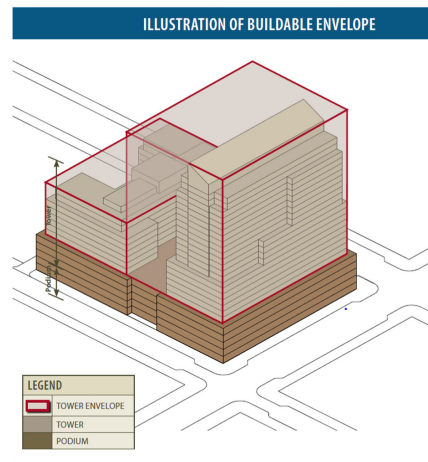 ILLUSTRATION OF BUILDABLE ENVELOPE
Tower
Podium
LEGEND
TOWER ENVELOPE
TOWER
PODIUM